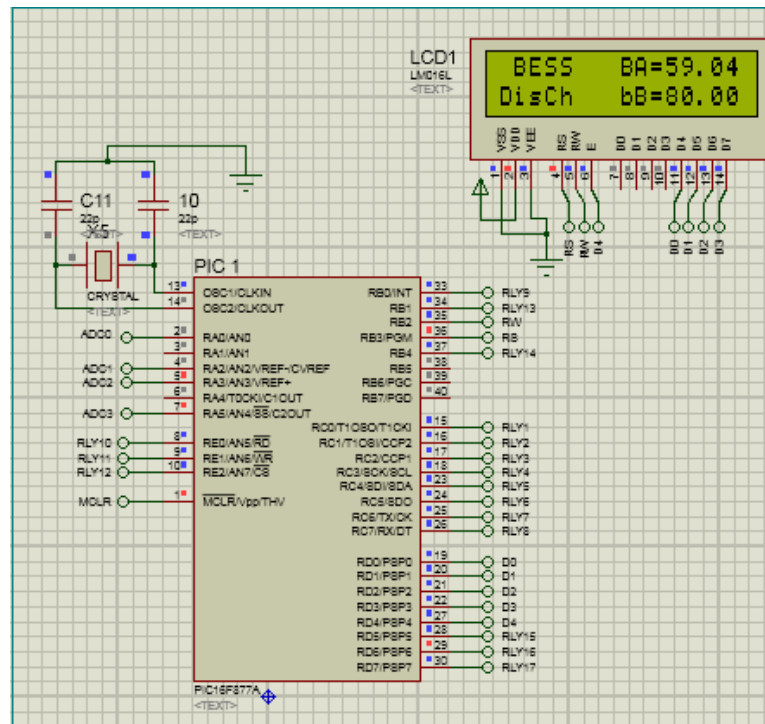 LCD1
LM016L
<TEXT>
BESS BA=59.04
DisCh bB=80.00
VSS
VDD
VEE
RS
RW
E
D0
D1
D2
D3
D4
D5
D6
D7
1
2
3
4
5
6
7
8
9
10
11
12
13
14
RS
RW
D4
D0
D1
D2
D3
C11
22p
10
22p
<TEXT>
X5
CRYSTAL
<TEXT>
PIC 1
13 OSC1/CLKIN
14 OSC2/CLKOUT
ADC0 2 RA0/AN0
3 RA1/AN1
ADC1 4 RA2/AN2/VREF-/CVREF
ADC2 5 RA3/AN3/VREF+
6 RA4/T0CKI/C1OUT
ADC3 7 RA5/AN4/SS/C2OUT
RLY10 8 RE0/AN5/RD
RLY11 9 RE1/AN6/WR
RLY12 10 RE2/AN7/CS
MCLR 1 MCLR/Vpp/THV
RB0/INT 33 RLY9
RB1 34 RLY13
RB2 35 RW
RB3/PGM 36 RS
RB4 37 RLY14
RB5 38
RB6/PGC 39
RB7/PGD 40
RC0/T1OSO/T1CKI 15 RLY1
RC1/T1OSI/CCP2 16 RLY2
RC2/CCP1 17 RLY3
RC3/SCK/SCL 18 RLY4
RC4/SDI/SDA 23 RLY5
RC5/SDO 24 RLY6
RC6/TX/CK 25 RLY7
RC7/RX/DT 26 RLY8
RD0/PSP0 19 D0
RD1/PSP1 20 D1
RD2/PSP2 21 D2
RD3/PSP3 22 D3
RD4/PSP4 27 D4
RD5/PSP5 28 RLY15
RD6/PSP6 29 RLY16
RD7/PSP7 30 RLY17
PIC16F877A
<TEXT>